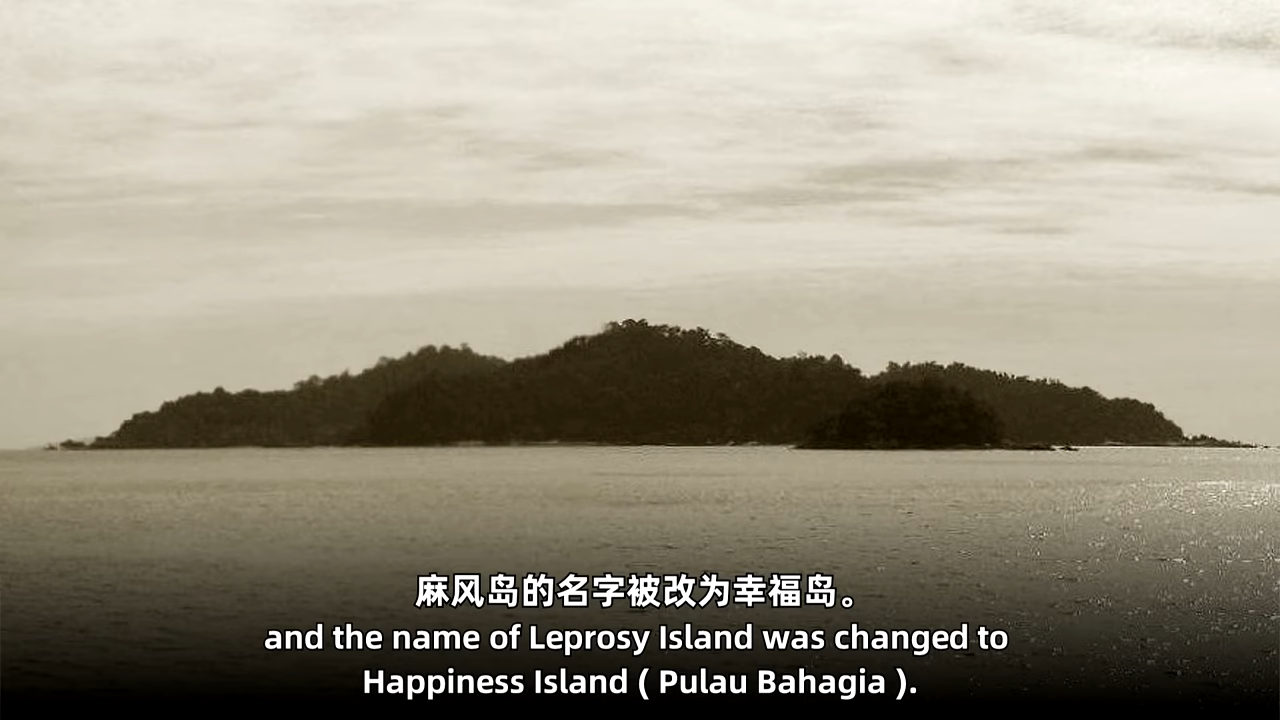 麻风岛的名字被改为幸福岛。
and the name of Leprosy Island was changed to
Happiness Island ( Pulau Bahagia ).